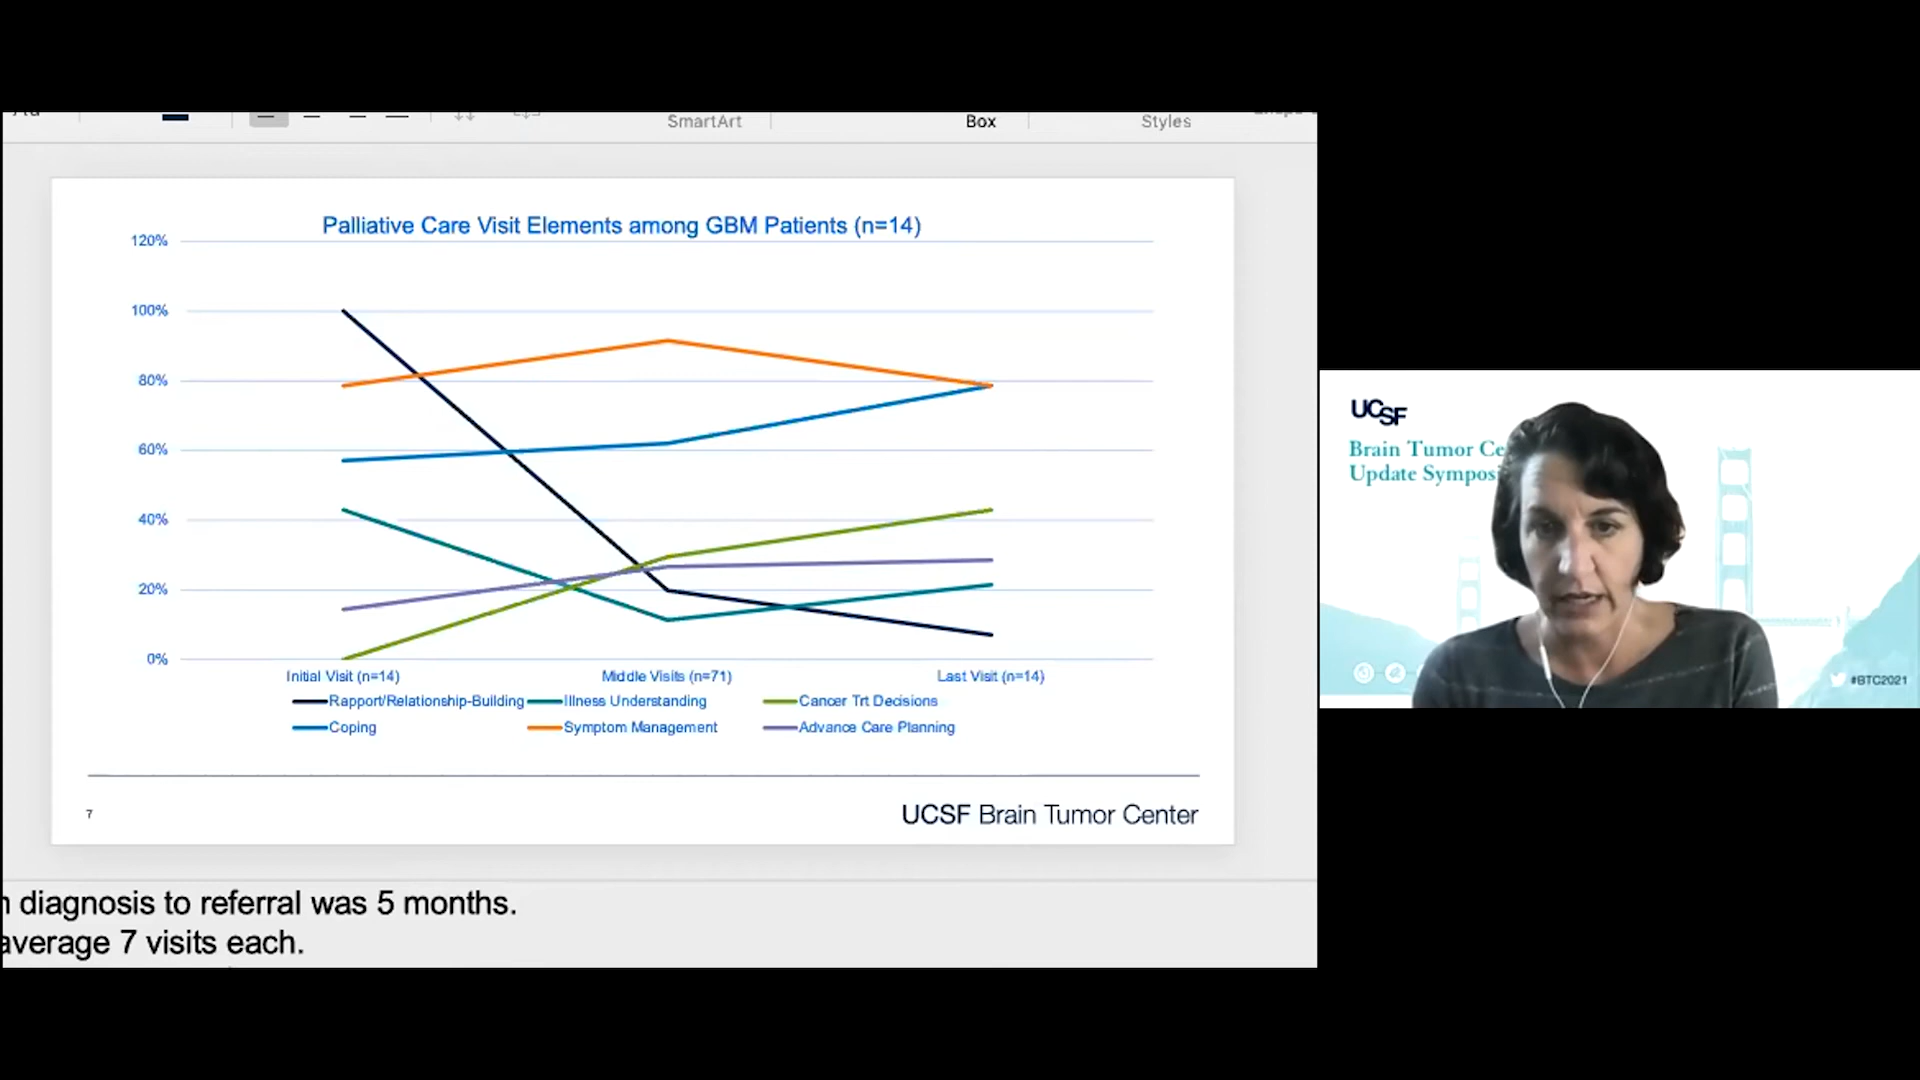 SmartArt
Box
Styles
Palliative Care Visit Elements among GBM Patients (n=14)
120%
100%
80%
60%
40%
20%
0%
Initial Visit (n=14)
Middle Visits (n=71)
Last Visit (n=14)
Rapport/Relationship-Building
Illness Understanding
Cancer Trt Decisions
Coping
Symptom Management
Advance Care Planning
7
UCSF Brain Tumor Center
diagnosis to referral was 5 months.
average 7 visits each.
UCSF
Brain Tumor Ce
Update Symposi
#BTC2021